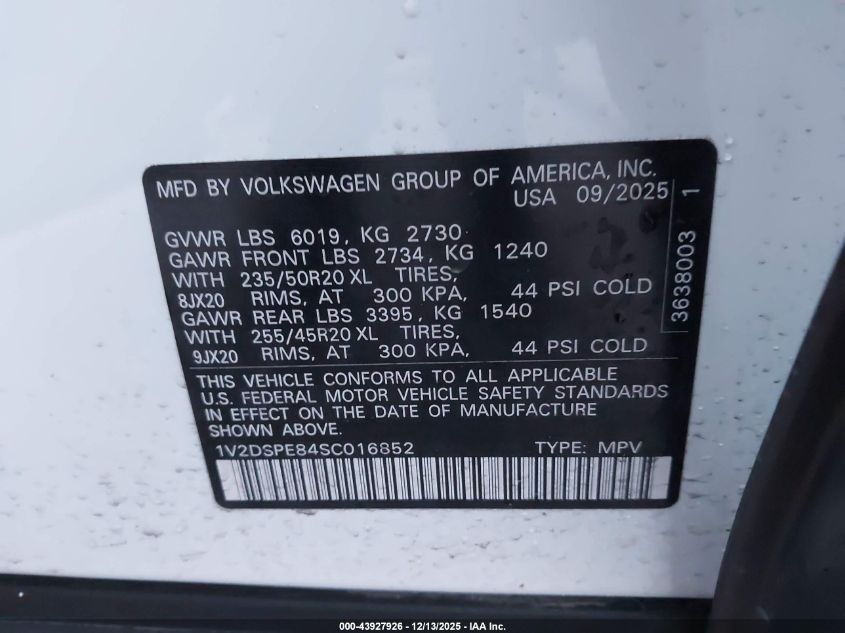 MFD BY VOLKSWAGEN GROUP OF AMERICA, INC.
USA 09/2025
GVWR LBS 6019, KG 2730
GAWR FRONT LBS 2734, KG 1240
WITH 235/50R20 XL TIRES,
8JX20 RIMS, AT 300 KPA, 44 PSI COLD
GAWR REAR LBS 3395, KG 1540
WITH 255/45R20 XL TIRES,
9JX20 RIMS, AT 300 KPA, 44 PSI COLD
THIS VEHICLE CONFORMS TO ALL APPLICABLE
U.S. FEDERAL MOTOR VEHICLE SAFETY STANDARDS
IN EFFECT ON THE DATE OF MANUFACTURE
SHOWN ABOVE.
1V2DSPE84SC016852 TYPE: MPV
3638003 1
000-43927926 - 12/13/2025 - IAA Inc.